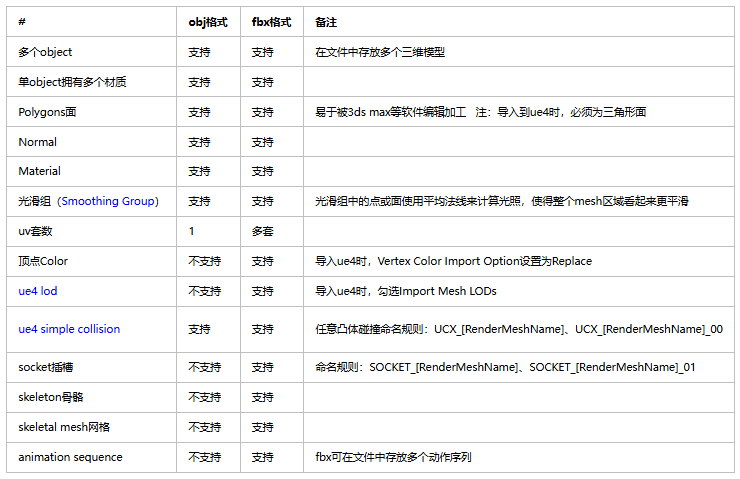 # obj格式 fbx格式 备注
多个object 支持 支持 在文件中存放多个三维模型
单object拥有多个材质 支持 支持
Polygons面 支持 支持 易于被3ds max等软件编辑加工 注：导入到ue4时，必须为三角形面
Normal 支持 支持
Material 支持 支持
光滑组（Smoothing Group） 支持 支持 光滑组中的点或面使用平均法线来计算光照，使得整个mesh区域看起来更平滑
uv套数 1 多套
顶点Color 不支持 支持 导入ue4时，Vertex Color Import Option设置为Replace
ue4 lod 不支持 支持 导入ue4时，勾选Import Mesh LODs
ue4 simple collision 支持 支持 任意凸体碰撞命名规则：UCX_[RenderMeshName]、UCX_[RenderMeshName]_00
socket插槽 不支持 支持 命名规则：SOCKET_[RenderMeshName]、SOCKET_[RenderMeshName]_01
skeleton骨骼 不支持 支持
skeletal mesh网格 不支持 支持
animation sequence 不支持 支持 fbx可在文件中存放多个动作序列